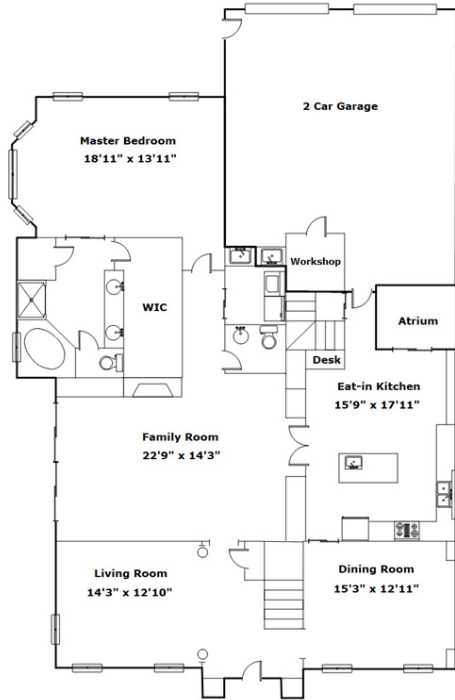 2 Car Garage
Master Bedroom
18'11" x 13'11"
Workshop
WIC
Atrium
Desk
Eat-in Kitchen
15'9" x 17'11"
Family Room
22'9" x 14'3"
Living Room
14'3" x 12'10"
Dining Room
15'3" x 12'11"